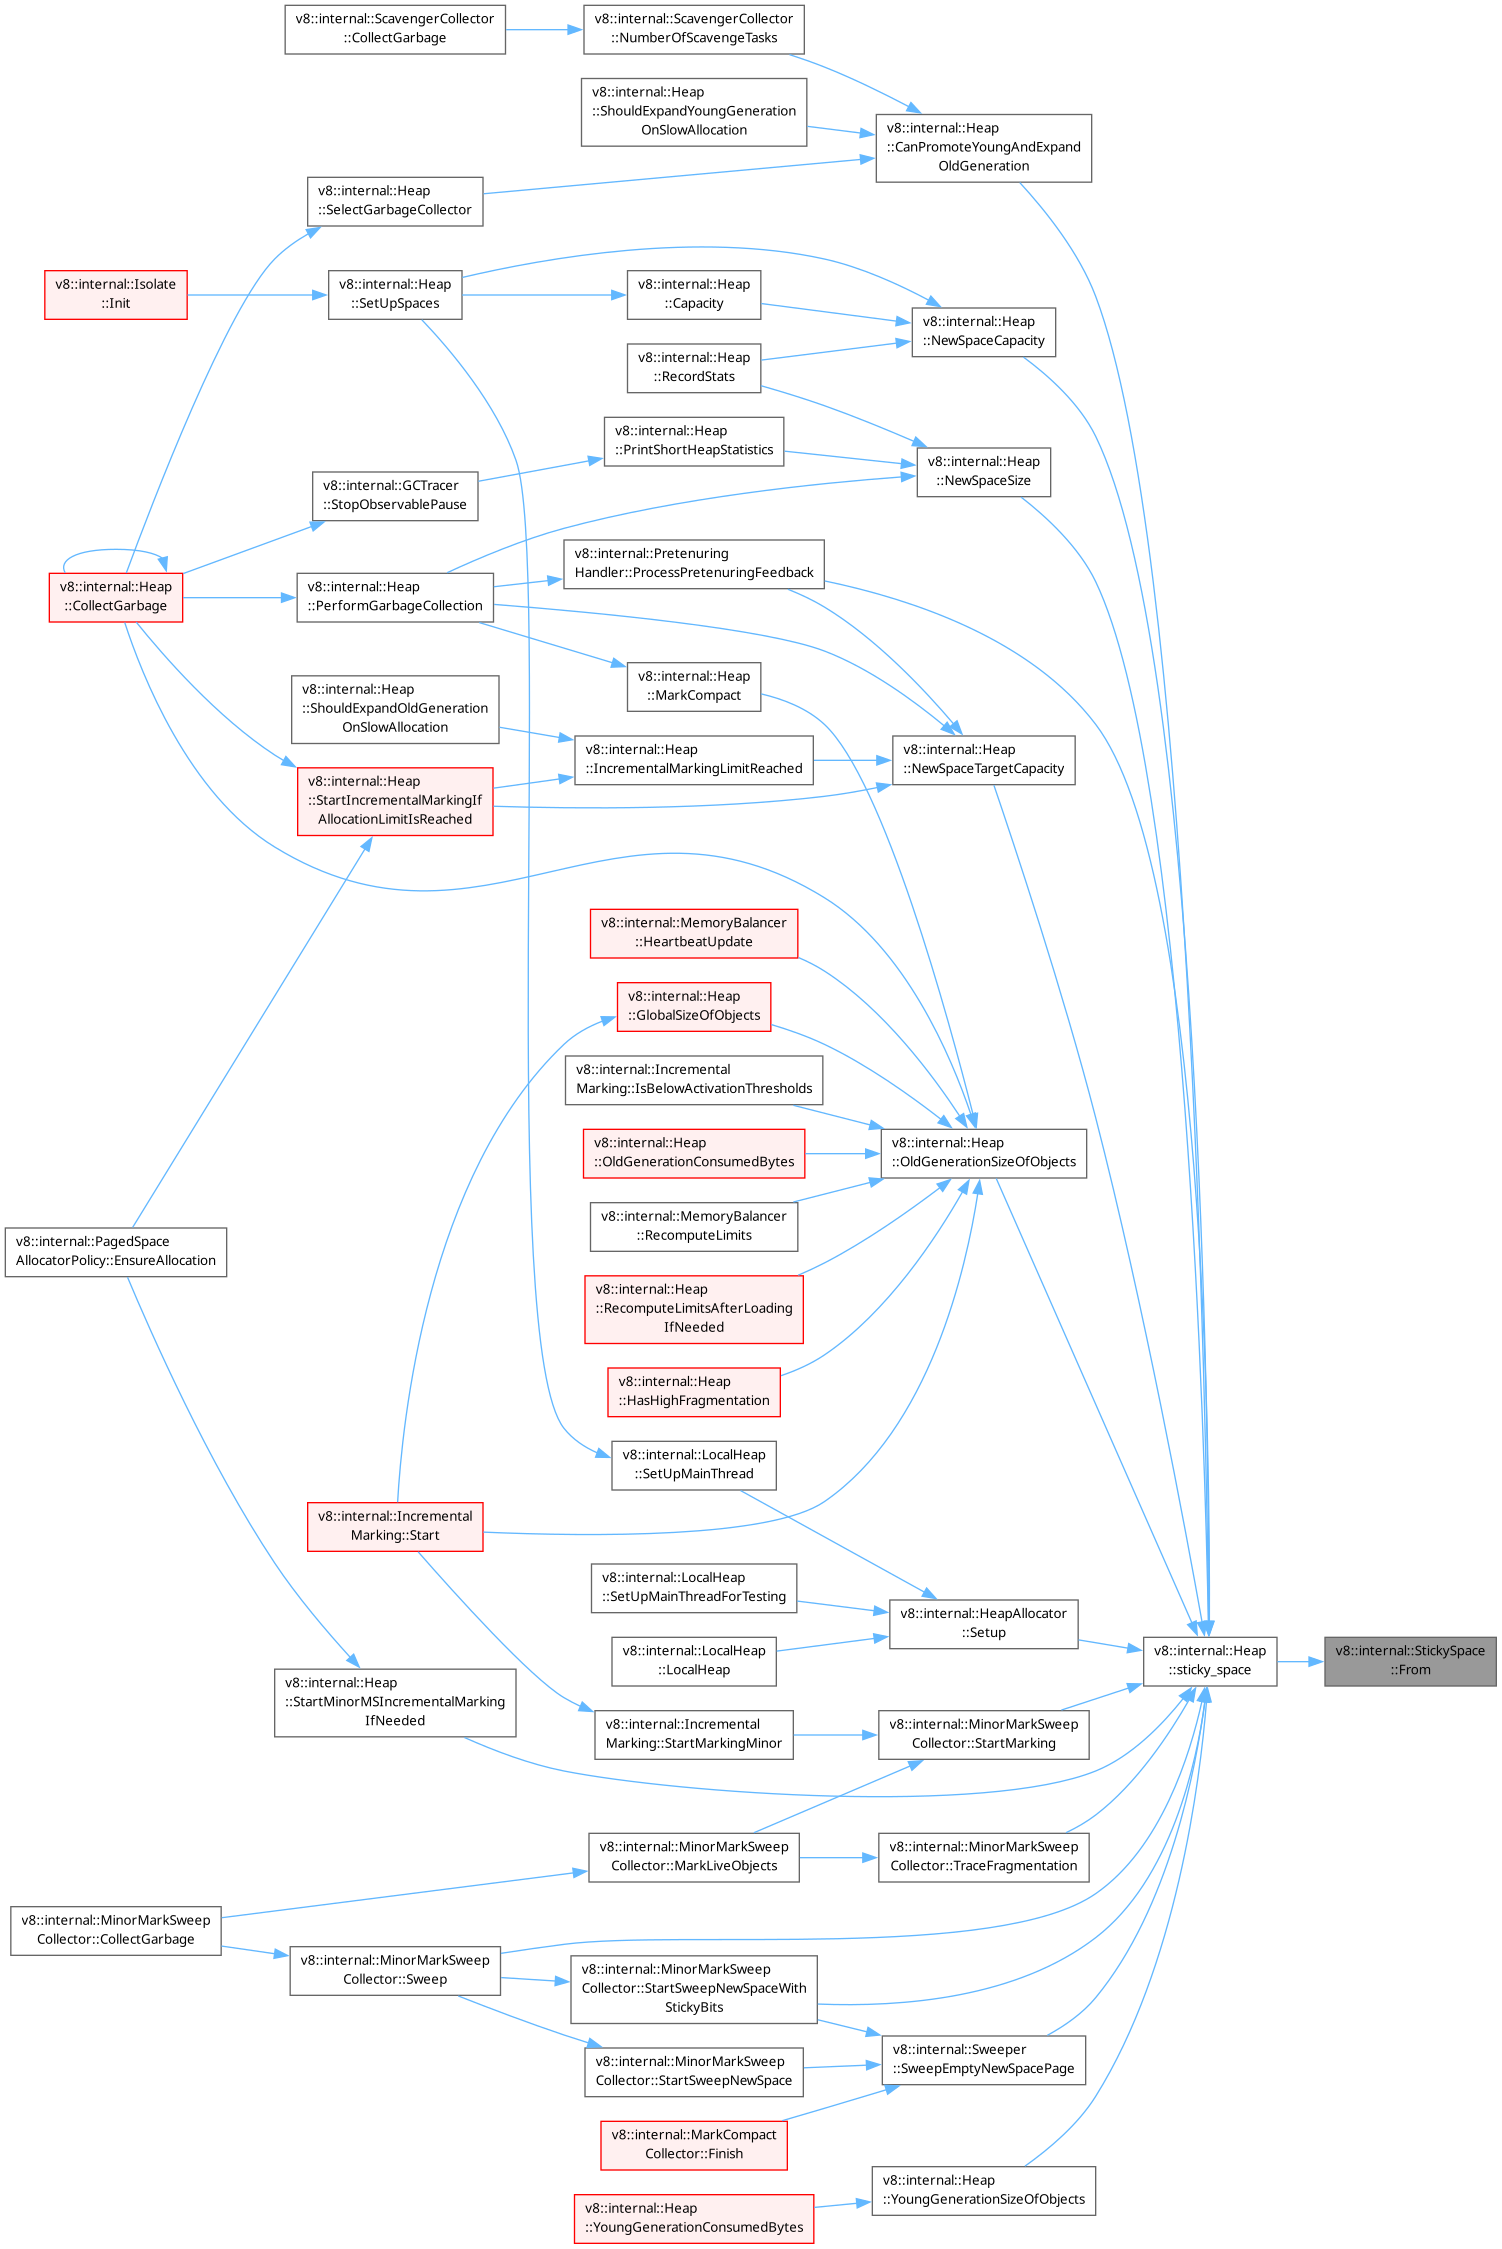 v8::internal::ScavengerCollector
::CollectGarbage
v8::internal::ScavengerCollector
::NumberOfScavengeTasks
v8::internal::Heap
::ShouldExpandYoungGeneration
OnSlowAllocation
v8::internal::Heap
::CanPromoteYoungAndExpand
OldGeneration
v8::internal::Heap
::SelectGarbageCollector
v8::internal::Isolate
::Init
v8::internal::Heap
::SetUpSpaces
v8::internal::Heap
::Capacity
v8::internal::Heap
::NewSpaceCapacity
v8::internal::Heap
::RecordStats
v8::internal::Heap
::PrintShortHeapStatistics
v8::internal::Heap
::NewSpaceSize
v8::internal::GCTracer
::StopObservablePause
v8::internal::Pretenuring
Handler::ProcessPretenuringFeedback
v8::internal::Heap
::CollectGarbage
v8::internal::Heap
::PerformGarbageCollection
v8::internal::Heap
::MarkCompact
v8::internal::Heap
::ShouldExpandOldGeneration
OnSlowAllocation
v8::internal::Heap
::IncrementalMarkingLimitReached
v8::internal::Heap
::NewSpaceTargetCapacity
v8::internal::Heap
::StartIncrementalMarkingIf
AllocationLimitIsReached
v8::internal::MemoryBalancer
::HeartbeatUpdate
v8::internal::Heap
::GlobalSizeOfObjects
v8::internal::Incremental
Marking::IsBelowActivationThresholds
v8::internal::Heap
::OldGenerationConsumedBytes
v8::internal::Heap
::OldGenerationSizeOfObjects
v8::internal::MemoryBalancer
::RecomputeLimits
v8::internal::PagedSpace
AllocatorPolicy::EnsureAllocation
v8::internal::Heap
::RecomputeLimitsAfterLoading
IfNeeded
v8::internal::Heap
::HasHighFragmentation
v8::internal::LocalHeap
::SetUpMainThread
v8::internal::Incremental
Marking::Start
v8::internal::LocalHeap
::SetUpMainThreadForTesting
v8::internal::HeapAllocator
::Setup
v8::internal::LocalHeap
::LocalHeap
v8::internal::Heap
::sticky_space
v8::internal::StickySpace
::From
v8::internal::Heap
::StartMinorMSIncrementalMarking
IfNeeded
v8::internal::Incremental
Marking::StartMarkingMinor
v8::internal::MinorMarkSweep
Collector::StartMarking
v8::internal::MinorMarkSweep
Collector::MarkLiveObjects
v8::internal::MinorMarkSweep
Collector::TraceFragmentation
v8::internal::MinorMarkSweep
Collector::CollectGarbage
v8::internal::MinorMarkSweep
Collector::Sweep
v8::internal::MinorMarkSweep
Collector::StartSweepNewSpaceWith
StickyBits
v8::internal::MinorMarkSweep
Collector::StartSweepNewSpace
v8::internal::Sweeper
::SweepEmptyNewSpacePage
v8::internal::MarkCompact
Collector::Finish
v8::internal::Heap
::YoungGenerationSizeOfObjects
v8::internal::Heap
::YoungGenerationConsumedBytes